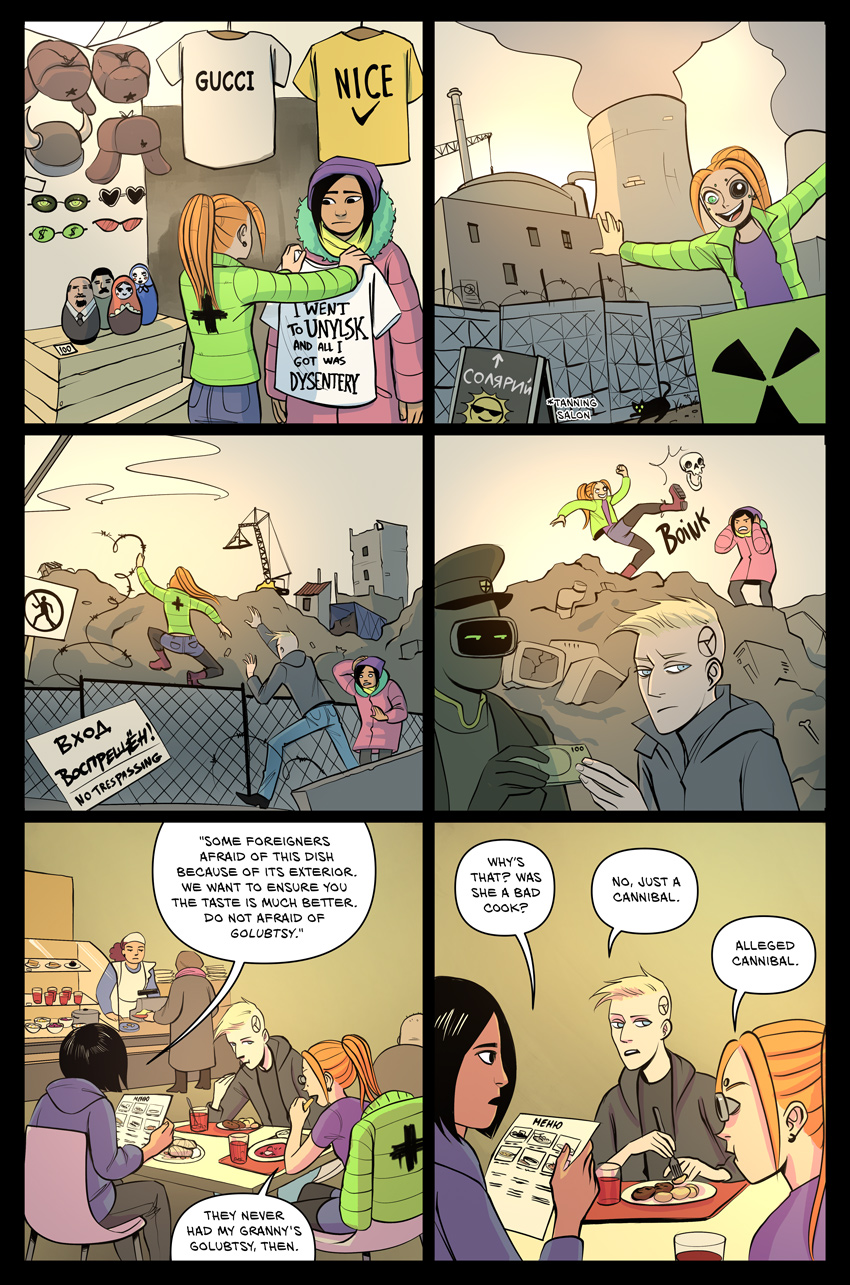 GUCCI
NICE
I WENT
TO UNYLSK
AND ALL I
GOT WAS
DYSENTERY
100
СОЛЯРИЙ
*TANNING
SALON
ВХОД
ВОСПРЕЩЁН!
NO TRESPASSING
BOINK
100
"SOME FOREIGNERS
AFRAID OF THIS DISH
BECAUSE OF ITS EXTERIOR.
WE WANT TO ENSURE YOU
THE TASTE IS MUCH BETTER.
DO NOT AFRAID OF
GOLUBTSY."
МЕНЮ
THEY NEVER
HAD MY GRANNY'S
GOLUBTSY, THEN.
WHY'S
THAT? WAS
SHE A BAD
COOK?
NO, JUST A
CANNIBAL.
ALLEGED
CANNIBAL.
МЕНЮ